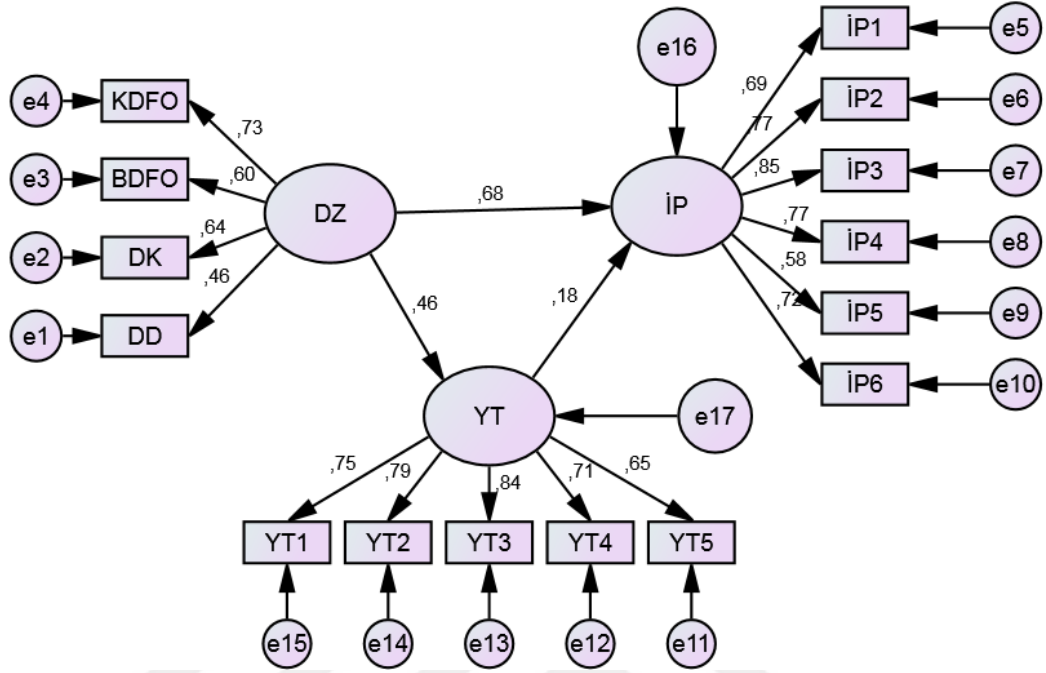 e16
İP1
e5
e4
KDFO
,69
İP2
e6
,73
,77
e3
BDFO
,60
,85
İP3
e7
DZ
,68
İP
,64
,77
İP4
e8
e2
DK
,46
,58
e1
DD
,46
,18
,72
İP5
e9
İP6
e10
YT
e17
,75
,79
,84
,71
,65
YT1
YT2
YT3
YT4
YT5
e15
e14
e13
e12
e11